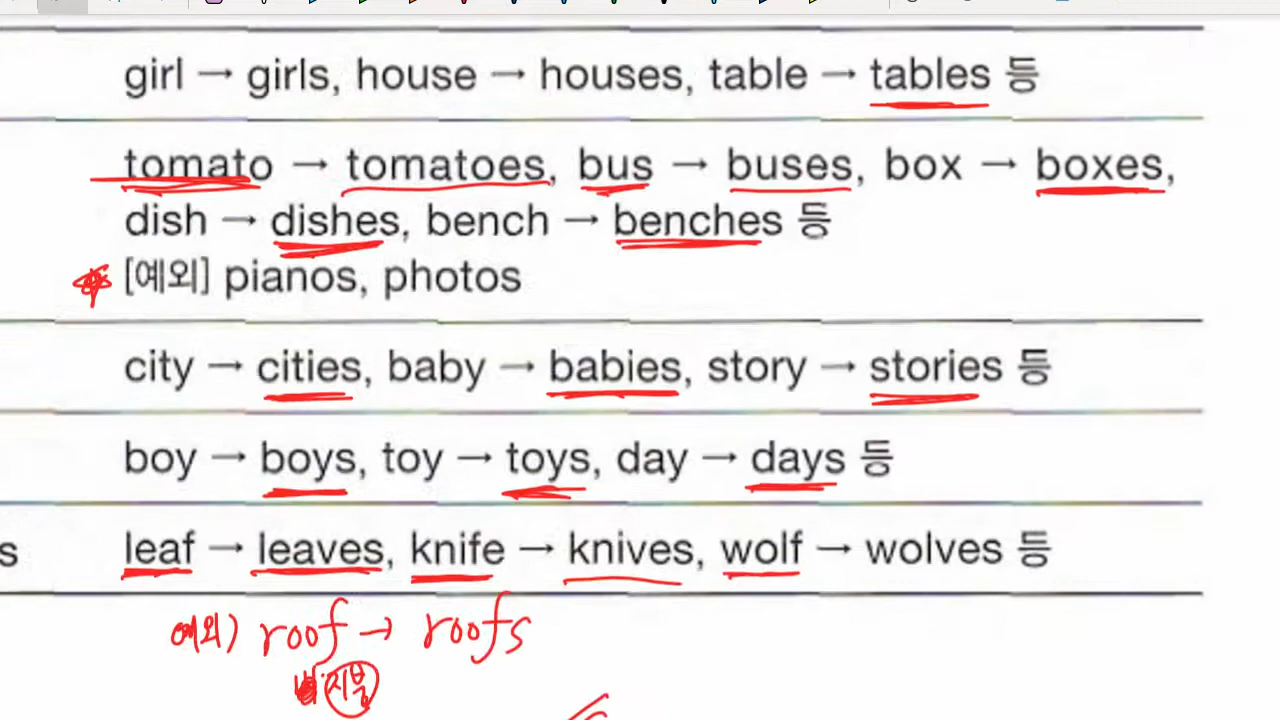 girl → girls, house → houses, table → tables 등
tomato → tomatoes, bus → buses, box → boxes,
dish → dishes, bench → benches 등
[예외] pianos, photos
city → cities, baby → babies, story → stories 등
boy → boys, toy → toys, day → days 등
s leaf → leaves, knife → knives, wolf → wolves 등
예외) roof → roofs
지붕